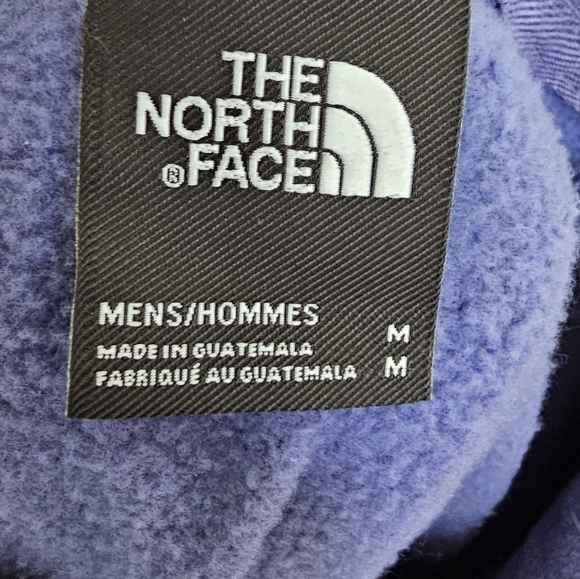 THE
NORTH
®FACE
MENS/HOMMES M
MADE IN GUATEMALA
FABRIQUÉ AU GUATEMALA M